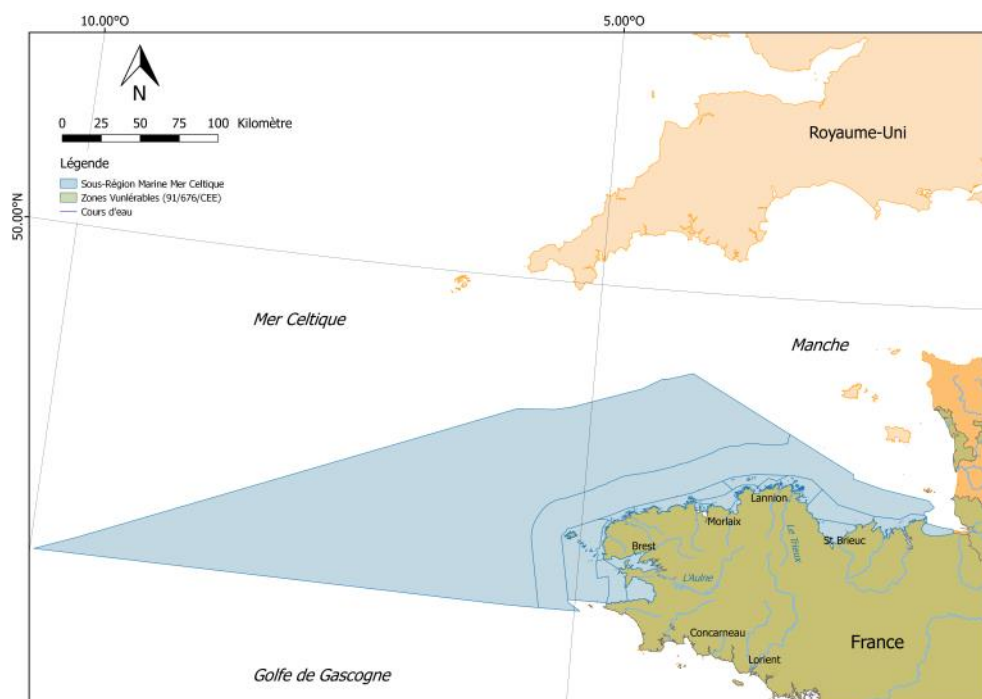 10.00°O
5.00°O
N
0 25 50 75 100 Kilomètre
Légende
Sous-Région Marine Mer Celtique
Zones Vunlérables (91/676/CEE)
Cours d'eau
Royaume-Uni
50.00°N
Mer Celtique
Manche
Lannion
Morlaix
Le Trieux
St Brieuc
Brest
L'Aulne
Concarneau
France
Lorient
Golfe de Gascogne